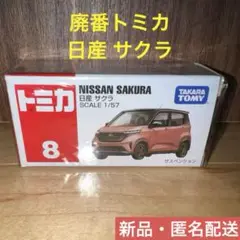 廃番トミカ
日産 サクラ
NISSAN SAKURA
日産 サクラ
SCALE 1/57
TAKARA
TOMY
トミカ
8
サスペンション
新品・匿名配送